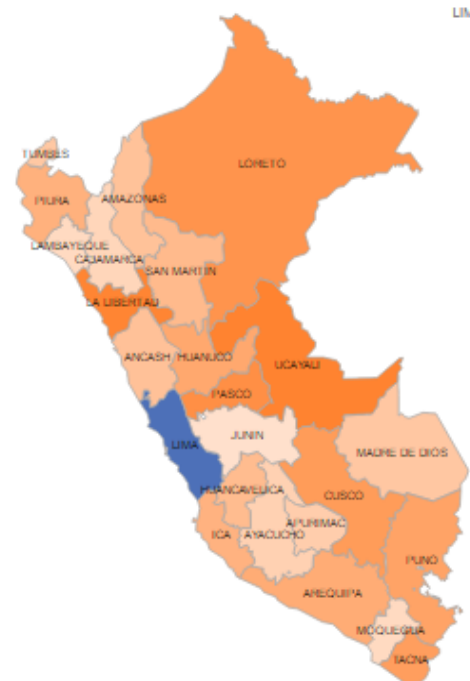 LIM
TUMBES
LORETO
PIURA
AMAZONAS
LAMBAYEQUE
CAJAMARCA
SAN MARTIN
LA LIBERTAD
ANCASH
HUANUCO
UCAYALI
PASCO
LIMA
JUNIN
MADRE DE DIOS
HUANCAVELICA
CUSCO
APURIMAC
ICA
AYACUCHO
PUNO
AREQUIPA
MOQUEGUA
TACNA